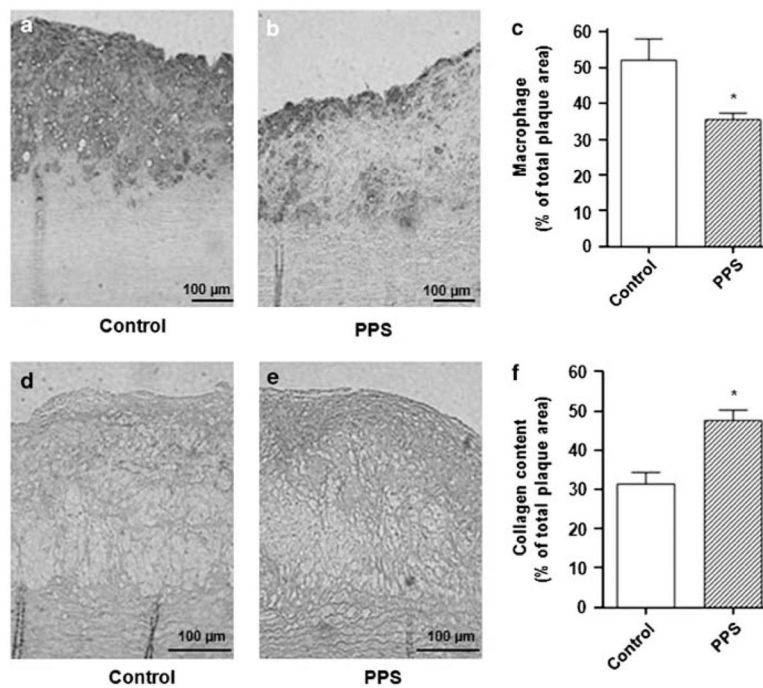 a
b
100 µm
100 µm
Control
PPS
c
Macrophage
(% of total plaque area)
60
50
40
30
20
10
0
*
Control
PPS
d
e
100 µm
100 µm
Control
PPS
f
Collagen content
(% of total plaque area)
60
50
40
30
20
10
0
*
Control
PPS